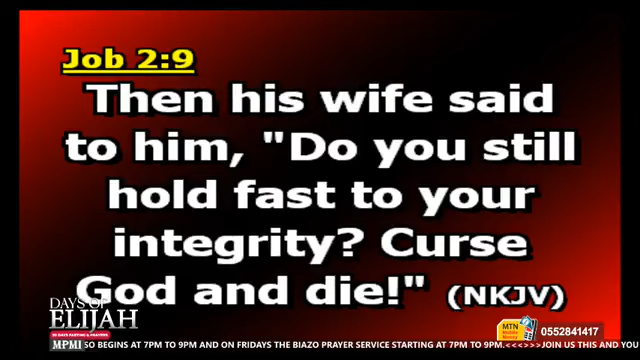 Job 2:9
Then his wife said
to him, "Do you still
hold fast to your
integrity? Curse
God and die!" (NKJV)
DAYS OF
ELIJAH
MPMI
MTN
0552841417
SO BEGINS AT 7PM TO 9PM AND ON FRIDAYS THE BIAZO PRAYER SERVICE STARTING AT 7PM TO 9PM.<<>>>JOIN US THIS AND YOU